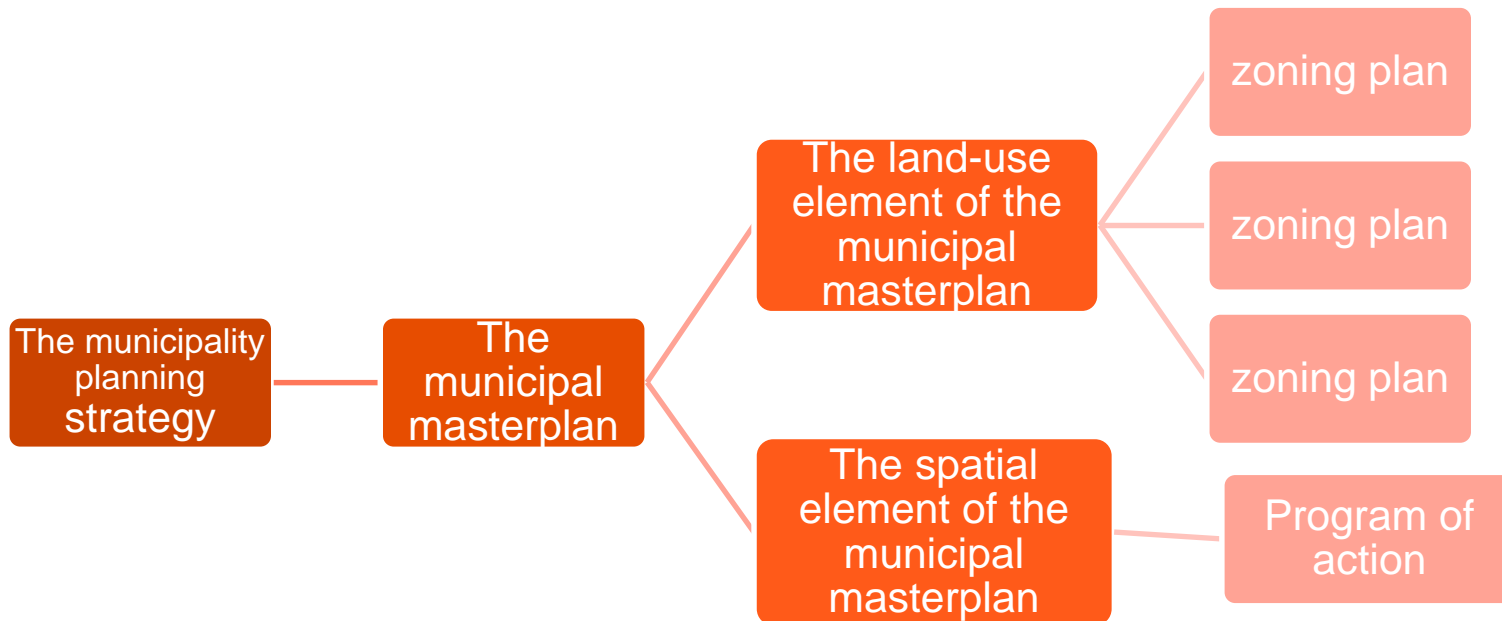 The municipality
planning
strategy
The
municipal
masterplan
The land-use
element of the
municipal
masterplan
The spatial
element of the
municipal
masterplan
zoning plan
zoning plan
zoning plan
Program of
action